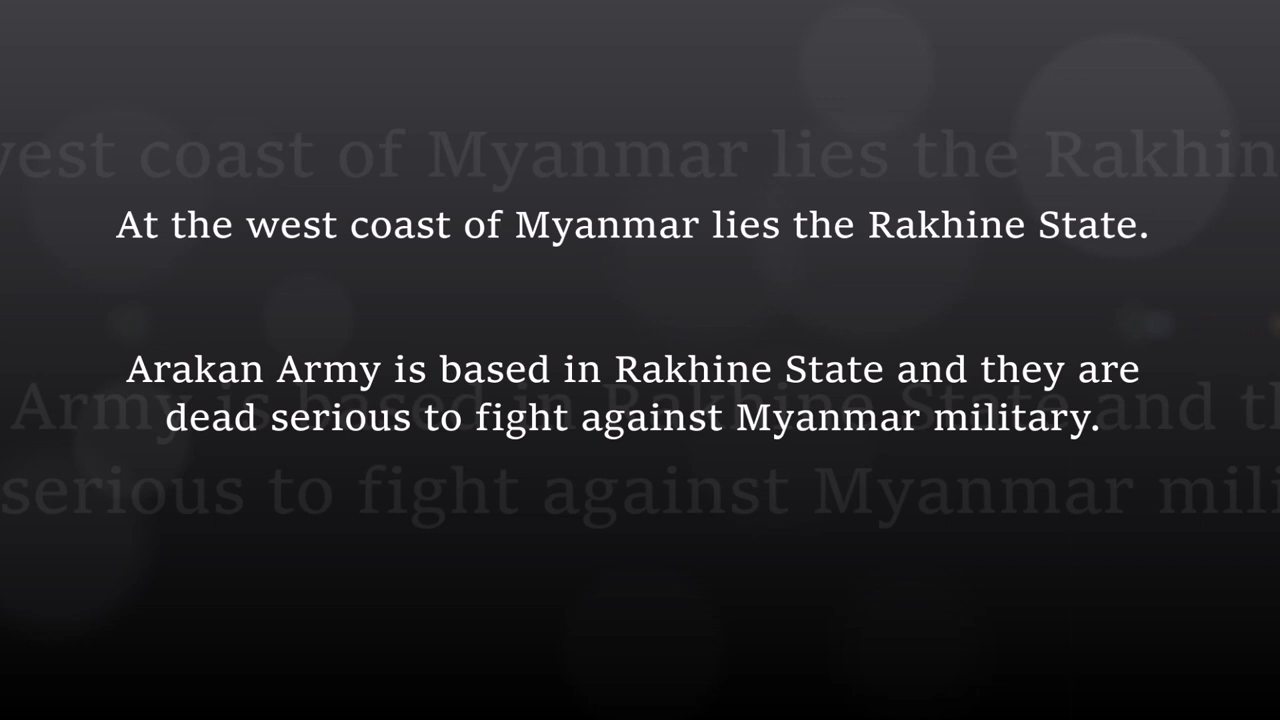 At the west coast of Myanmar lies the Rakhine State.
Arakan Army is based in Rakhine State and they are
dead serious to fight against Myanmar military.